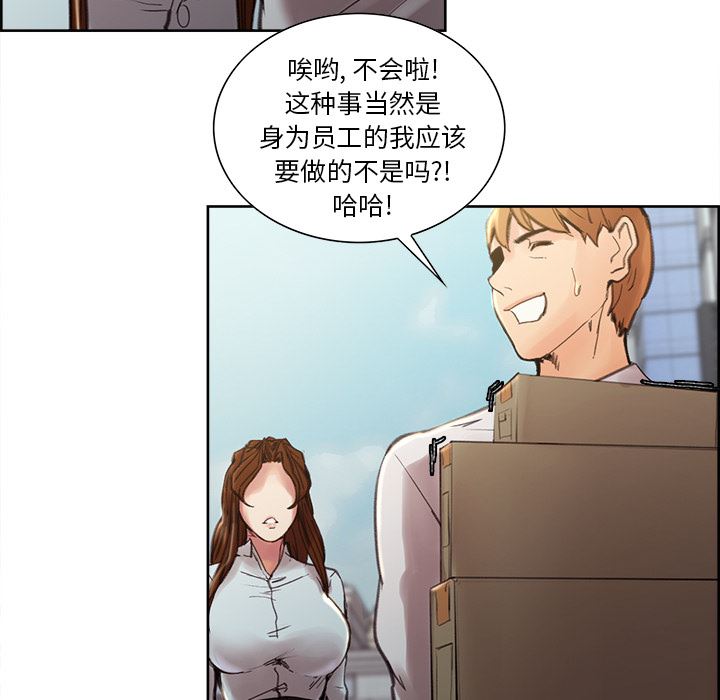 唉哟, 不会啦!
这种事当然是
身为员工的我应该
要做的不是吗?!
哈哈!